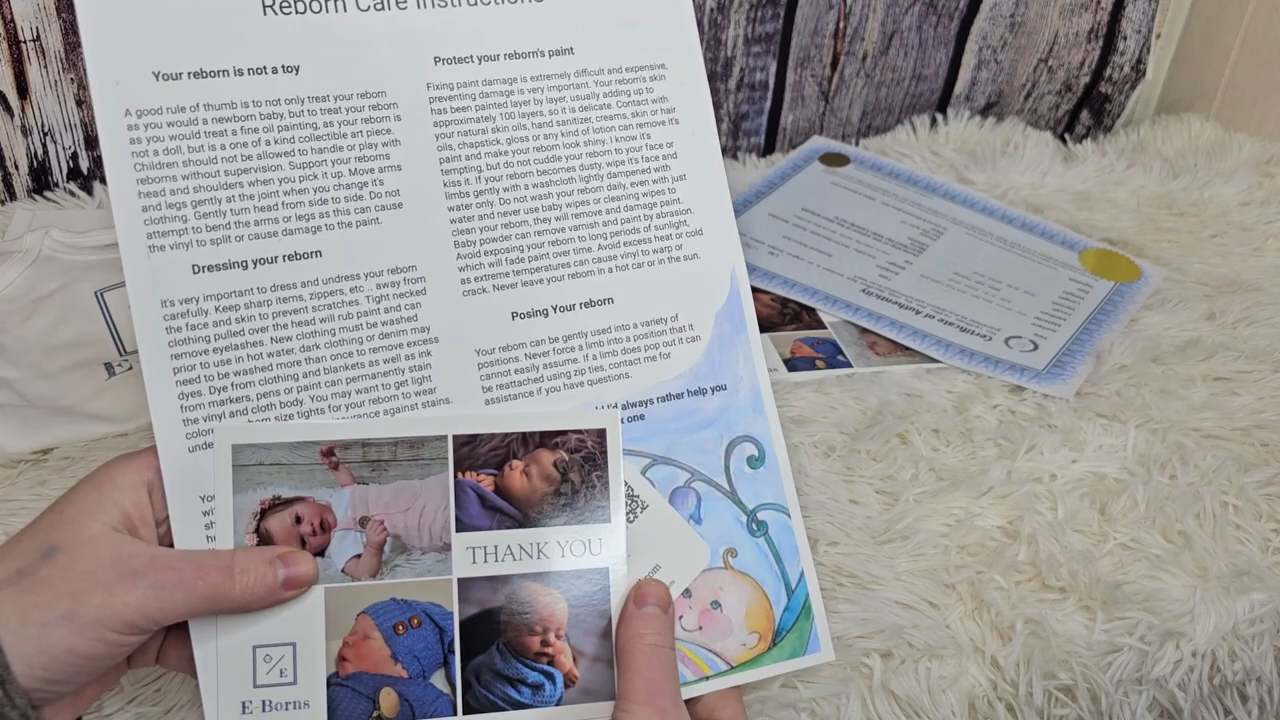 Reborn Care Instructions
Your reborn is not a toy
A good rule of thumb is to not only treat your reborn
as you would a newborn baby, but to treat your reborn
as you would treat a fine oil painting, as your reborn is
not a doll, but is a one of a kind collectible art piece.
Children should not be allowed to handle or play with
reborns without supervision. Support your reborns
head and shoulders when you pick it up. Move arms
and legs gently at the joint when you change it's
clothing. Gently turn head from side to side. Do not
attempt to bend the arms or legs as this can cause
the vinyl to split or cause damage to the paint.
Dressing your reborn
it's very important to dress and undress your reborn
carefully. Keep sharp items, zippers, etc .. away from
the face and skin to prevent scratches. Tight necked
clothing pulled over the head will rub paint and can
remove eyelashes. New clothing must be washed
prior to use in hot water, dark clothing or denim may
need to be washed more than once to remove excess
dyes. Dye from clothing and blankets as well as ink
from markers, pens or paint can permanently stain
the vinyl and cloth body. You may want to get light
size tights for your reborn to wear
against stains.
Protect your reborn's paint
Fixing paint damage is extremely difficult and expensive,
preventing damage is very important. Your reborn's skin
has been painted layer by layer, usually adding up to
approximately 100 layers, so it is delicate. Contact with
your natural skin oils, hand sanitizer, creams, skin or hair
oils, chapstick, gloss or any kind of lotion can remove it's
paint and make your reborn look shiny. I know it's
tempting, but do not cuddle your reborn to your face or
kiss it. If your reborn becomes dusty, wipe it's face and
limbs gently with a washcloth lightly dampened with
water only. Do not wash your reborn daily, even with just
water and never use baby wipes or cleaning wipes to
clean your reborn, they will remove and damage paint.
Baby powder can remove varnish and paint by abrasion.
Avoid exposing your reborn to long periods of sunlight,
which will fade paint over time. Avoid excess heat or cold
as extreme temperatures can cause vinyl to warp or
crack. Never leave your reborn in a hot car or in the sun.
Posing Your reborn
Your reborn can be gently used into a variety of
positions. Never force a limb into a position that it
cannot easily assume. If a limb does pop out it can
be reattached using zip ties, contact me for
assistance if you have questions.
I'd always rather help you
one
THANK YOU
E
E-Borns
.com
Certificate of Authenticity